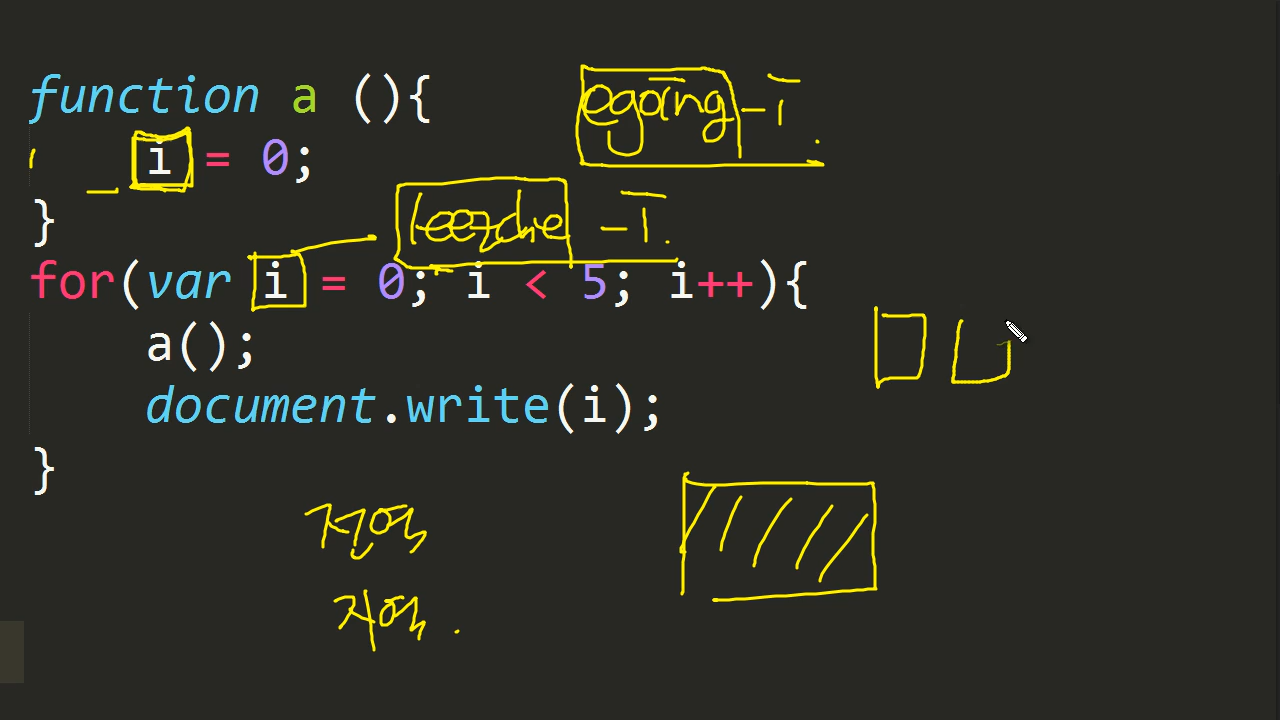 function a (){
egoing - i.
i = 0;
}
leezche - i.
for(var i = 0; i < 5; i++){
a();
document.write(i);
}
전역
지역.